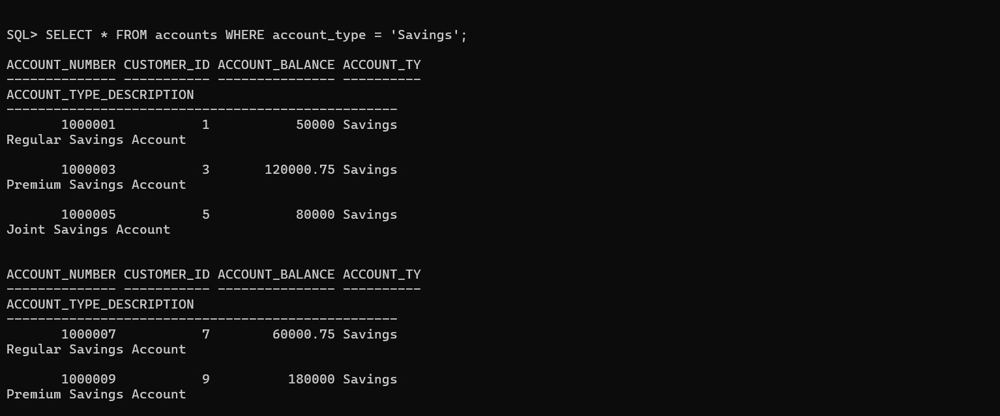 SQL> SELECT * FROM accounts WHERE account_type = 'Savings';
ACCOUNT_NUMBER CUSTOMER_ID ACCOUNT_BALANCE ACCOUNT_TY
-------------- ----------- --------------- ----------
ACCOUNT_TYPE_DESCRIPTION
--------------------------------------------------
       1000001           1           50000 Savings
Regular Savings Account
       1000003           3       120000.75 Savings
Premium Savings Account
       1000005           5           80000 Savings
Joint Savings Account
ACCOUNT_NUMBER CUSTOMER_ID ACCOUNT_BALANCE ACCOUNT_TY
-------------- ----------- --------------- ----------
ACCOUNT_TYPE_DESCRIPTION
--------------------------------------------------
       1000007           7        60000.75 Savings
Regular Savings Account
       1000009           9          180000 Savings
Premium Savings Account